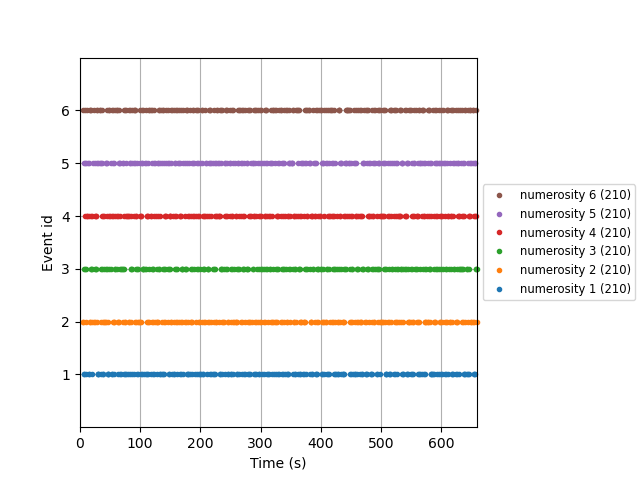 6
5
4
3
2
1
Event id
0 100 200 300 400 500 600
Time (s)
numerosity 6 (210)
numerosity 5 (210)
numerosity 4 (210)
numerosity 3 (210)
numerosity 2 (210)
numerosity 1 (210)